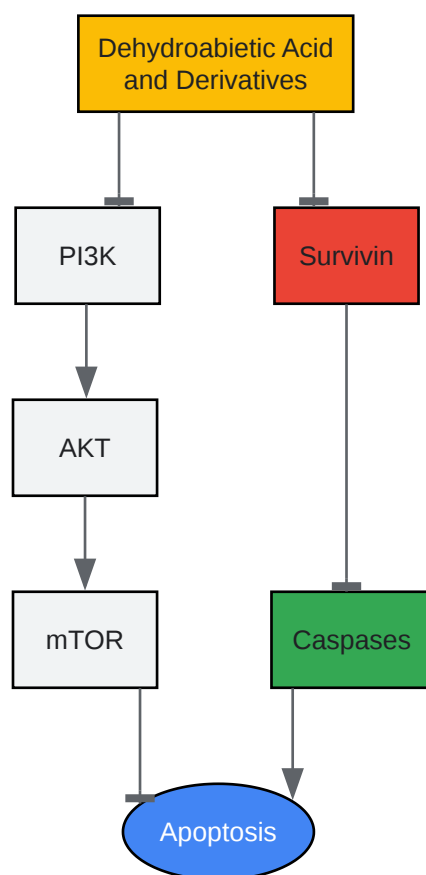 Dehydroabietic Acid
and Derivatives
PI3K
Survivin
AKT
mTOR
Caspases
Apoptosis